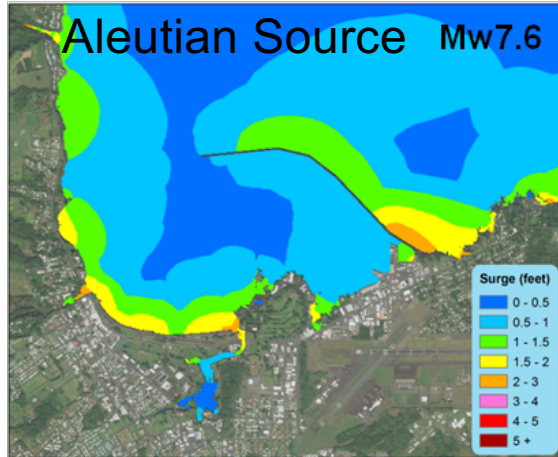 Aleutian Source Mw7.6
Surge (feet)
0 - 0.5
0.5 - 1
1 - 1.5
1.5 - 2
2 - 3
3 - 4
4 - 5
5 +